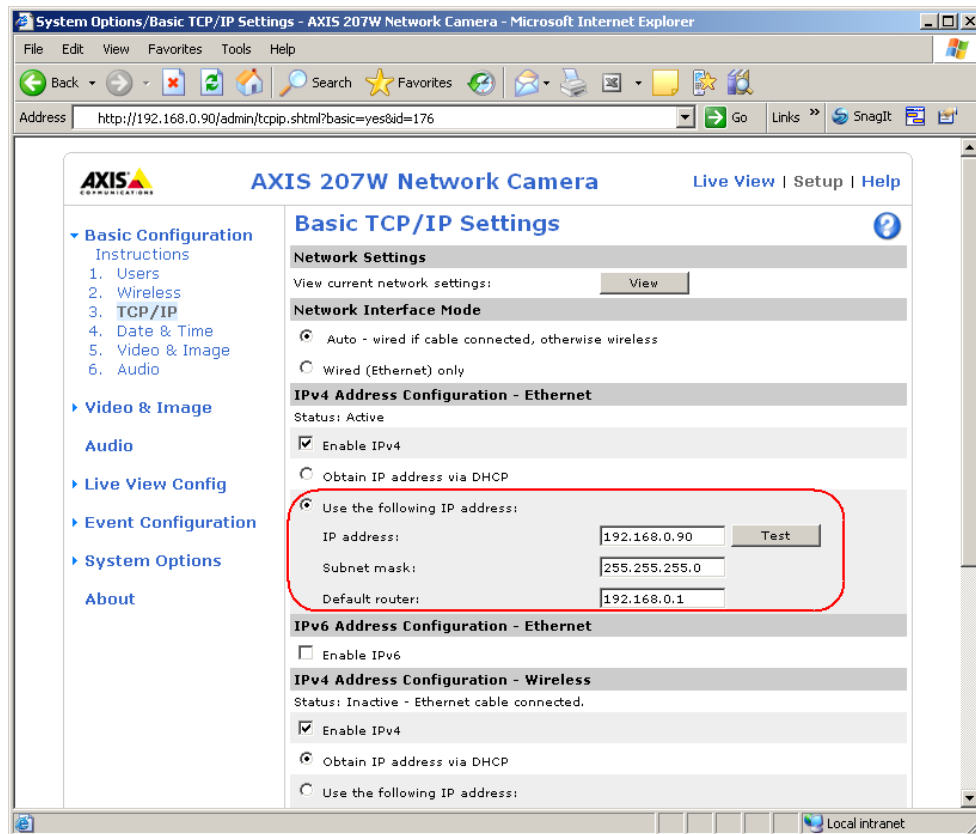 System Options/Basic TCP/IP Settings - AXIS 207W Network Camera - Microsoft Internet Explorer
File Edit View Favorites Tools Help
Back Search Favorites
Address http://192.168.0.90/admin/tcpip.shtml?basic=yes&id=176 Go Links » SnagIt
AXIS COMMUNICATIONS AXIS 207W Network Camera Live View | Setup | Help
Basic Configuration
Instructions
1. Users
2. Wireless
3. TCP/IP
4. Date & Time
5. Video & Image
6. Audio
Video & Image
Audio
Live View Config
Event Configuration
System Options
About
Basic TCP/IP Settings ?
Network Settings
View current network settings: View
Network Interface Mode
Auto - wired if cable connected, otherwise wireless
Wired (Ethernet) only
IPv4 Address Configuration - Ethernet
Status: Active
Enable IPv4
Obtain IP address via DHCP
Use the following IP address:
IP address: 192.168.0.90 Test
Subnet mask: 255.255.255.0
Default router: 192.168.0.1
IPv6 Address Configuration - Ethernet
Enable IPv6
IPv4 Address Configuration - Wireless
Status: Inactive - Ethernet cable connected.
Enable IPv4
Obtain IP address via DHCP
Use the following IP address:
Local intranet